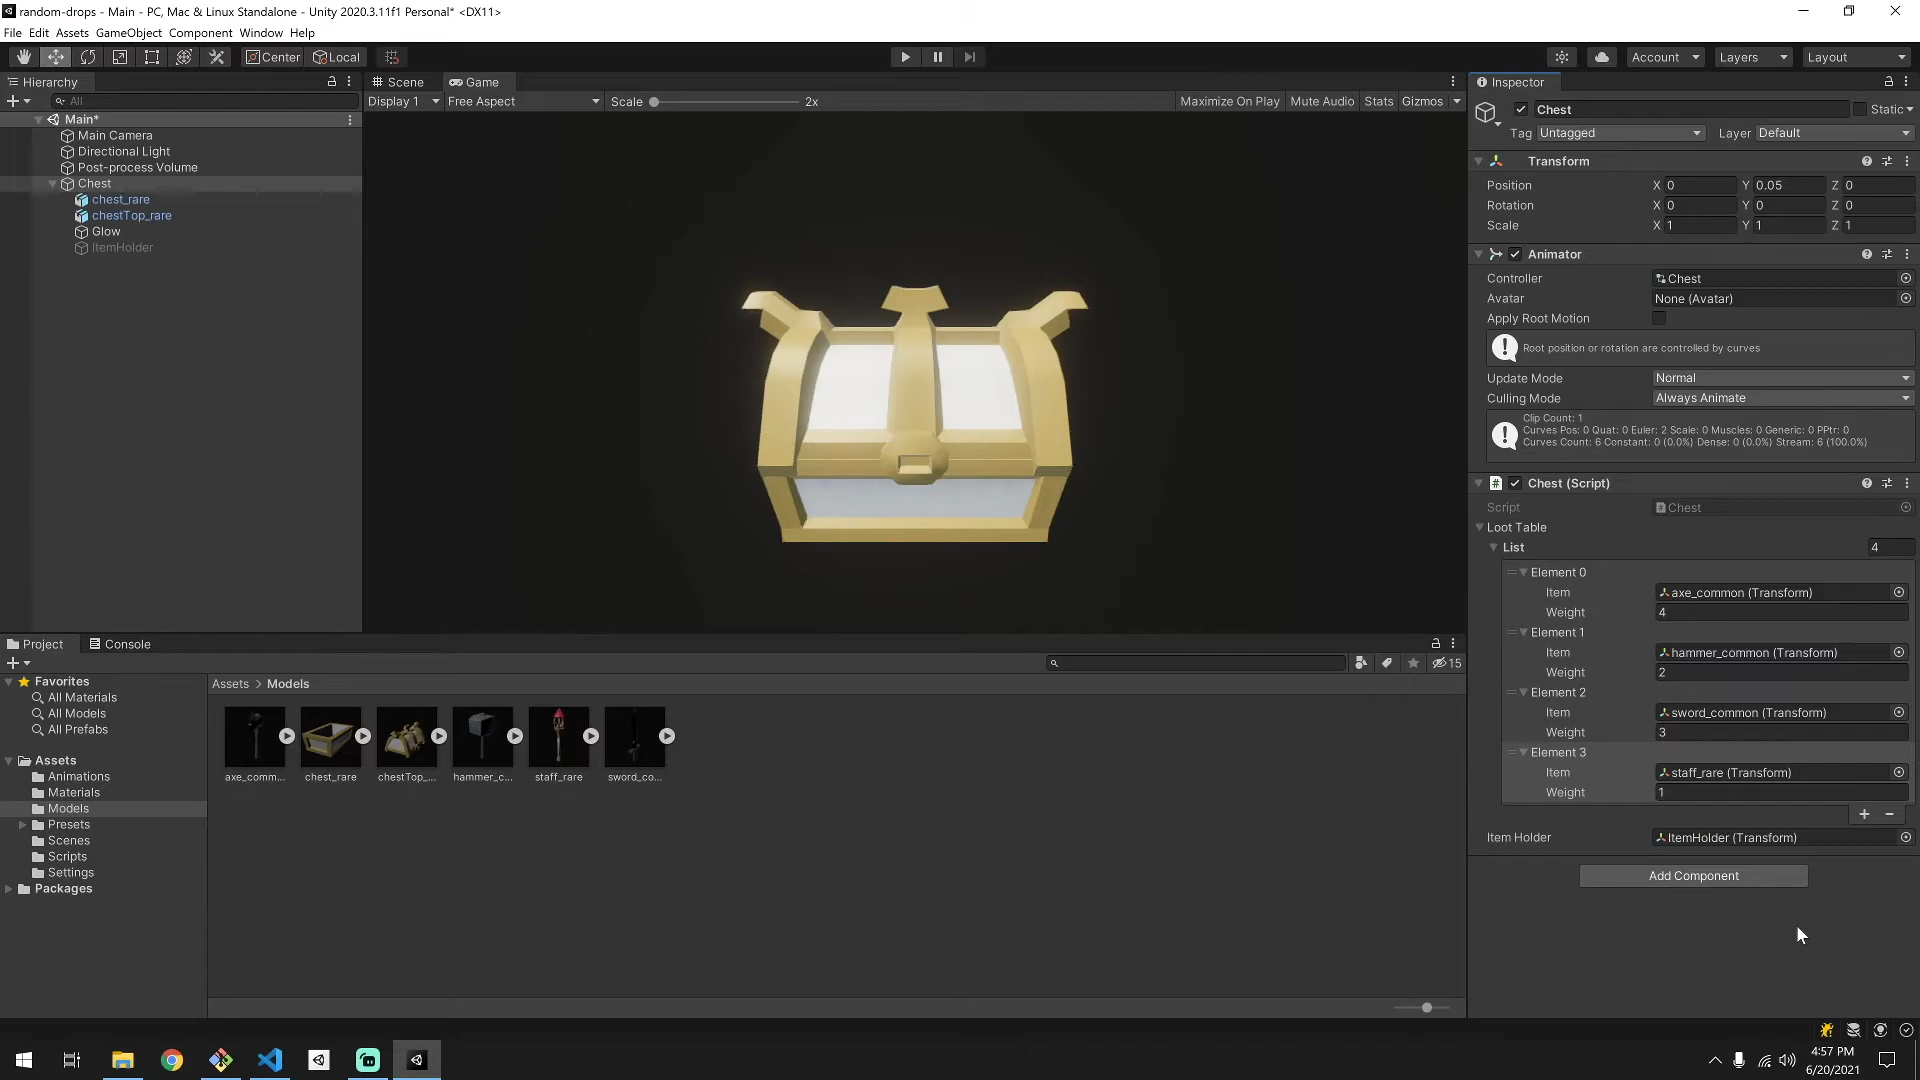 random-drops - Main - PC, Mac & Linux Standalone - Unity 2020.3.11f1 Personal* <DX11>
File Edit Assets GameObject Component Window Help
Center Local
Account Layers Layout
Hierarchy
All
Main*
Main Camera
Directional Light
Post-process Volume
Chest
chest_rare
chestTop_rare
Glow
ItemHolder
Scene Game
Display 1 Free Aspect Scale 2x Maximize On Play Mute Audio Stats Gizmos
Inspector
Chest Static
Tag Untagged Layer Default
Transform
Position X 0 Y 0.05 Z 0
Rotation X 0 Y 0 Z 0
Scale X 1 Y 1 Z 1
Animator
Controller Chest
Avatar None (Avatar)
Apply Root Motion
Root position or rotation are controlled by curves
Update Mode Normal
Culling Mode Always Animate
Clip Count: 1
Curves Pos: 0 Quat: 0 Euler: 2 Scale: 0 Muscles: 0 Generic: 0 PPtr: 0
Curves Count: 6 Constant: 0 (0.0%) Dense: 0 (0.0%) Stream: 6 (100.0%)
Chest (Script)
Script Chest
Loot Table
List 4
Element 0
Item axe_common (Transform)
Weight 4
Element 1
Item hammer_common (Transform)
Weight 2
Element 2
Item sword_common (Transform)
Weight 3
Element 3
Item staff_rare (Transform)
Weight 1
Item Holder ItemHolder (Transform)
Add Component
Project Console
15
Favorites
All Materials
All Models
All Prefabs
Assets
Animations
Materials
Models
Presets
Scenes
Scripts
Settings
Packages
Assets > Models
axe_comm... chest_rare chestTop_... hammer_c... staff_rare sword_co...
4:57 PM
6/20/2021